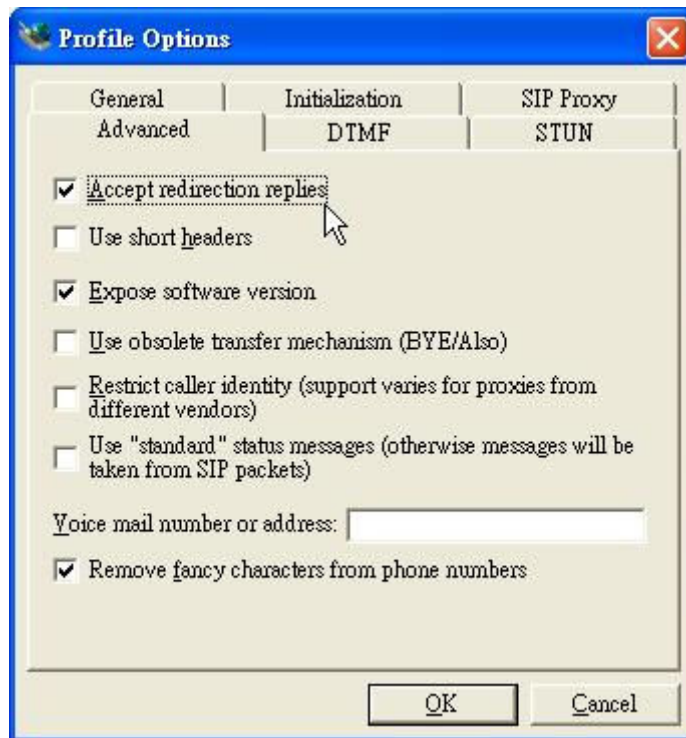 Profile Options
General
Initialization
SIP Proxy
Advanced
DTMF
STUN
Accept redirection replies
Use short headers
Expose software version
Use obsolete transfer mechanism (BYE/Also)
Restrict caller identity (support varies for proxies from
different vendors)
Use "standard" status messages (otherwise messages will be
taken from SIP packets)
Voice mail number or address:
Remove fancy characters from phone numbers
OK
Cancel